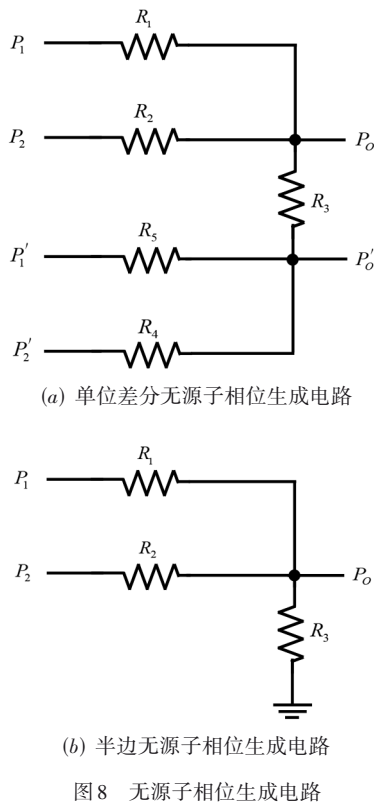 P₁ R₁
P₂ R₂ Pₒ
R₃
P₁′ R₅ Pₒ′
P₂′ R₄
(a) 单位差分无源子相位生成电路
P₁ R₁
P₂ R₂ Pₒ
R₃
(b) 半边无源子相位生成电路
图8 无源子相位生成电路